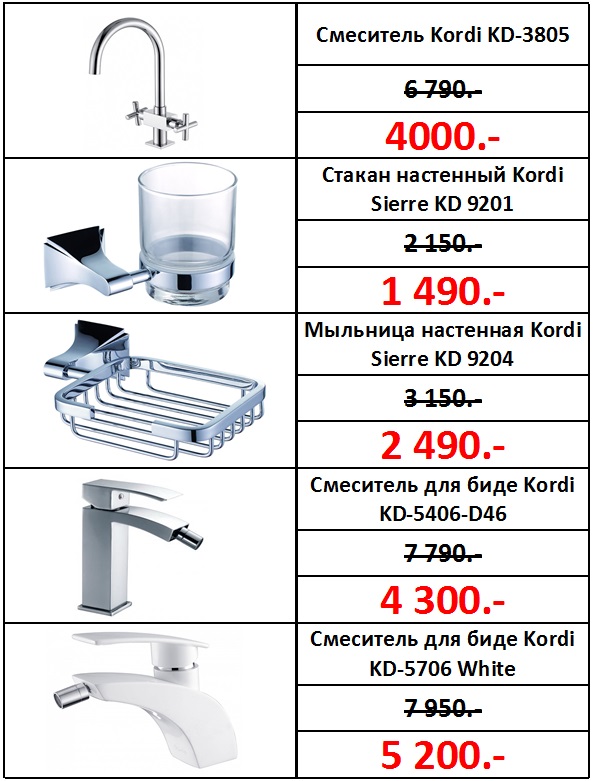 Смеситель Kordi KD-3805
6 790.-
4000.-
Стакан настенный Kordi
Sierre KD 9201
2 150.-
1 490.-
Мыльница настенная Kordi
Sierre KD 9204
3 150.-
2 490.-
Смеситель для биде Kordi
KD-5406-D46
7 790.-
4 300.-
Смеситель для биде Kordi
KD-5706 White
7 950.-
5 200.-